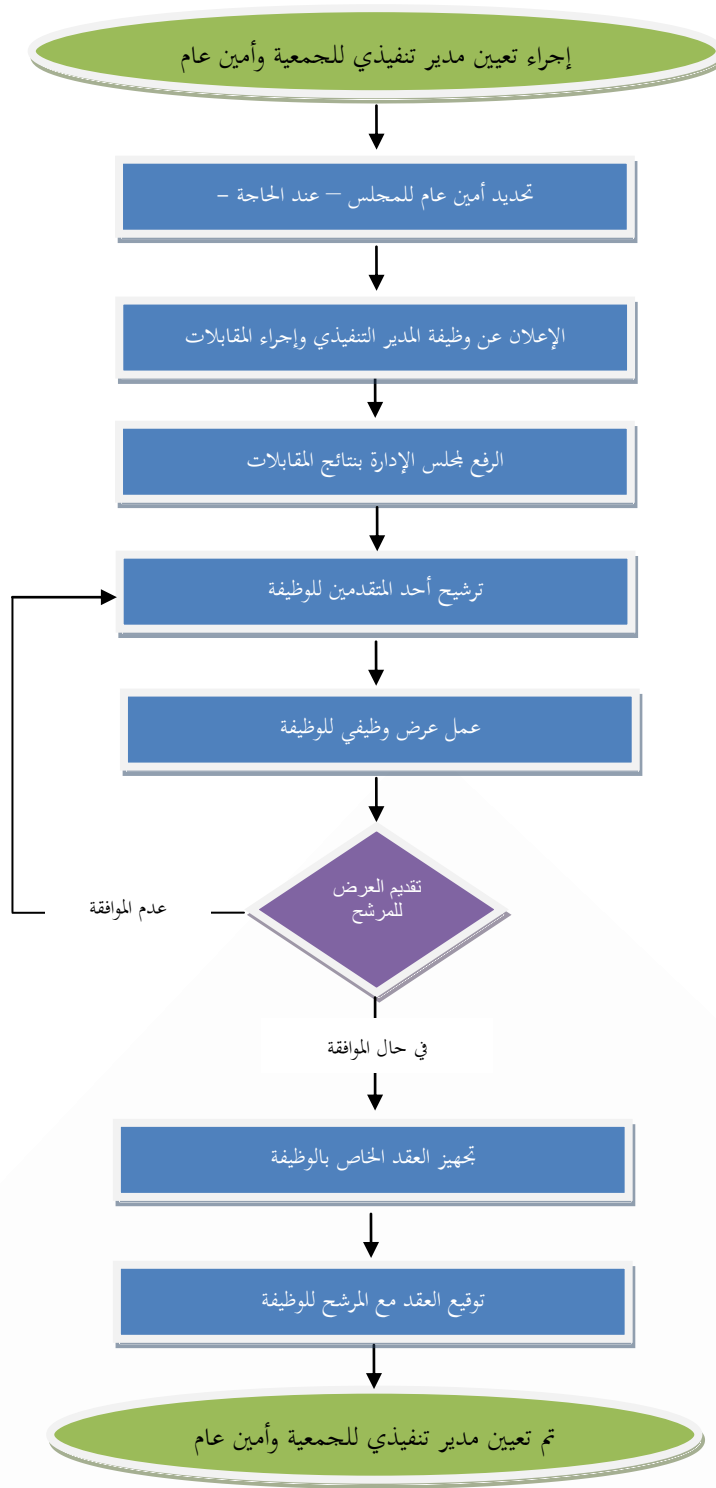 إجراء تعيين مدير تنفيذي للجمعية وأمين عام
تحديد أمين عام للمجلس – عند الحاجة -
الإعلان عن وظيفة المدير التنفيذي وإجراء المقابلات
الرفع لمجلس الإدارة بنتائج المقابلات
ترشيح أحد المتقدمين للوظيفة
عمل عرض وظيفي للوظيفة
تقديم العرض
للمرشح
عدم الموافقة
في حال الموافقة
تجهيز العقد الخاص بالوظيفة
توقيع العقد مع المرشح للوظيفة
تم تعيين مدير تنفيذي للجمعية وأمين عام